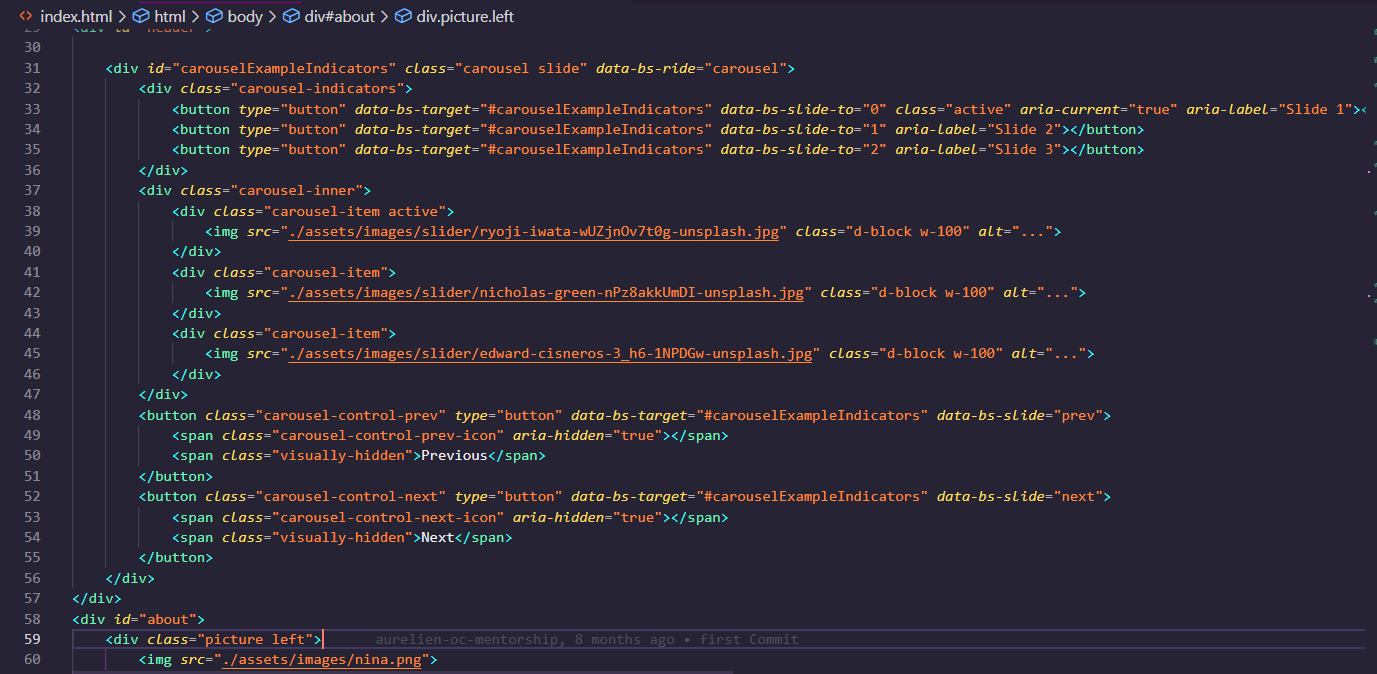 index.html > html > body > div#about > div.picture.left
29 <div id="header">
30
31 <div id="carouselExampleIndicators" class="carousel slide" data-bs-ride="carousel">
32 <div class="carousel-indicators">
33 <button type="button" data-bs-target="#carouselExampleIndicators" data-bs-slide-to="0" class="active" aria-current="true" aria-label="Slide 1"><
34 <button type="button" data-bs-target="#carouselExampleIndicators" data-bs-slide-to="1" aria-label="Slide 2"></button>
35 <button type="button" data-bs-target="#carouselExampleIndicators" data-bs-slide-to="2" aria-label="Slide 3"></button>
36 </div>
37 <div class="carousel-inner">
38 <div class="carousel-item active">
39 <img src="./assets/images/slider/ryoji-iwata-wUZjnOv7t0g-unsplash.jpg" class="d-block w-100" alt="...">
40 </div>
41 <div class="carousel-item">
42 <img src="./assets/images/slider/nicholas-green-nPz8akkUmDI-unsplash.jpg" class="d-block w-100" alt="...">
43 </div>
44 <div class="carousel-item">
45 <img src="./assets/images/slider/edward-cisneros-3_h6-1NPDGw-unsplash.jpg" class="d-block w-100" alt="...">
46 </div>
47 </div>
48 <button class="carousel-control-prev" type="button" data-bs-target="#carouselExampleIndicators" data-bs-slide="prev">
49 <span class="carousel-control-prev-icon" aria-hidden="true"></span>
50 <span class="visually-hidden">Previous</span>
51 </button>
52 <button class="carousel-control-next" type="button" data-bs-target="#carouselExampleIndicators" data-bs-slide="next">
53 <span class="carousel-control-next-icon" aria-hidden="true"></span>
54 <span class="visually-hidden">Next</span>
55 </button>
56 </div>
57 </div>
58 <div id="about">
59 <div class="picture left"> aurelien-oc-mentorship, 8 months ago • first Commit
60 <img src="./assets/images/nina.png">